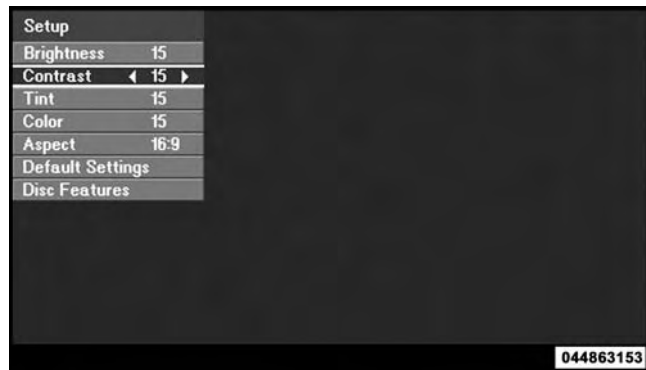 Setup
Brightness 15
Contrast 15
Tint 15
Color 15
Aspect 16:9
Default Settings
Disc Features
044863153